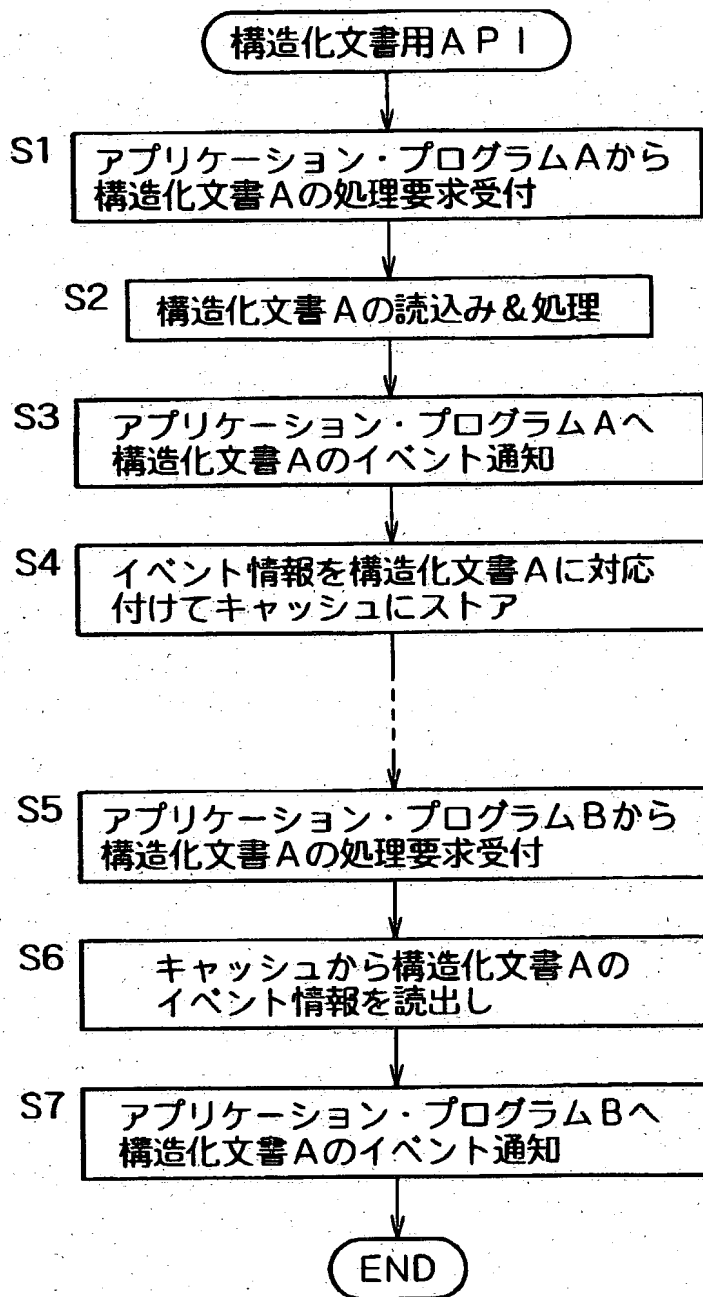 構造化文書用API
S1
アプリケーション・プログラムAから
構造化文書Aの処理要求受付
S2
構造化文書Aの読込み&処理
S3
アプリケーション・プログラムAへ
構造化文書Aのイベント通知
S4
イベント情報を構造化文書Aに対応
付けてキャッシュにストア
S5
アプリケーション・プログラムBから
構造化文書Aの処理要求受付
S6
キャッシュから構造化文書Aの
イベント情報を読出し
S7
アプリケーション・プログラムBへ
構造化文書Aのイベント通知
END